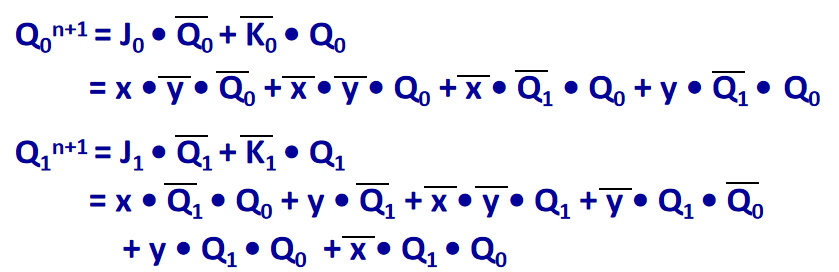 Q₀ⁿ⁺¹ = J₀ • Q̅₀ + K̅₀ • Q₀
= x • y̅ • Q̅₀ + x̅ • y̅ • Q₀ + x̅ • Q̅₁ • Q₀ + y • Q̅₁ • Q₀
Q₁ⁿ⁺¹ = J₁ • Q̅₁ + K̅₁ • Q₁
= x • Q̅₁ • Q₀ + y • Q̅₁ + x̅ • y̅ • Q₁ + y̅ • Q₁ • Q̅₀
+ y • Q₁ • Q₀ + x̅ • Q₁ • Q₀